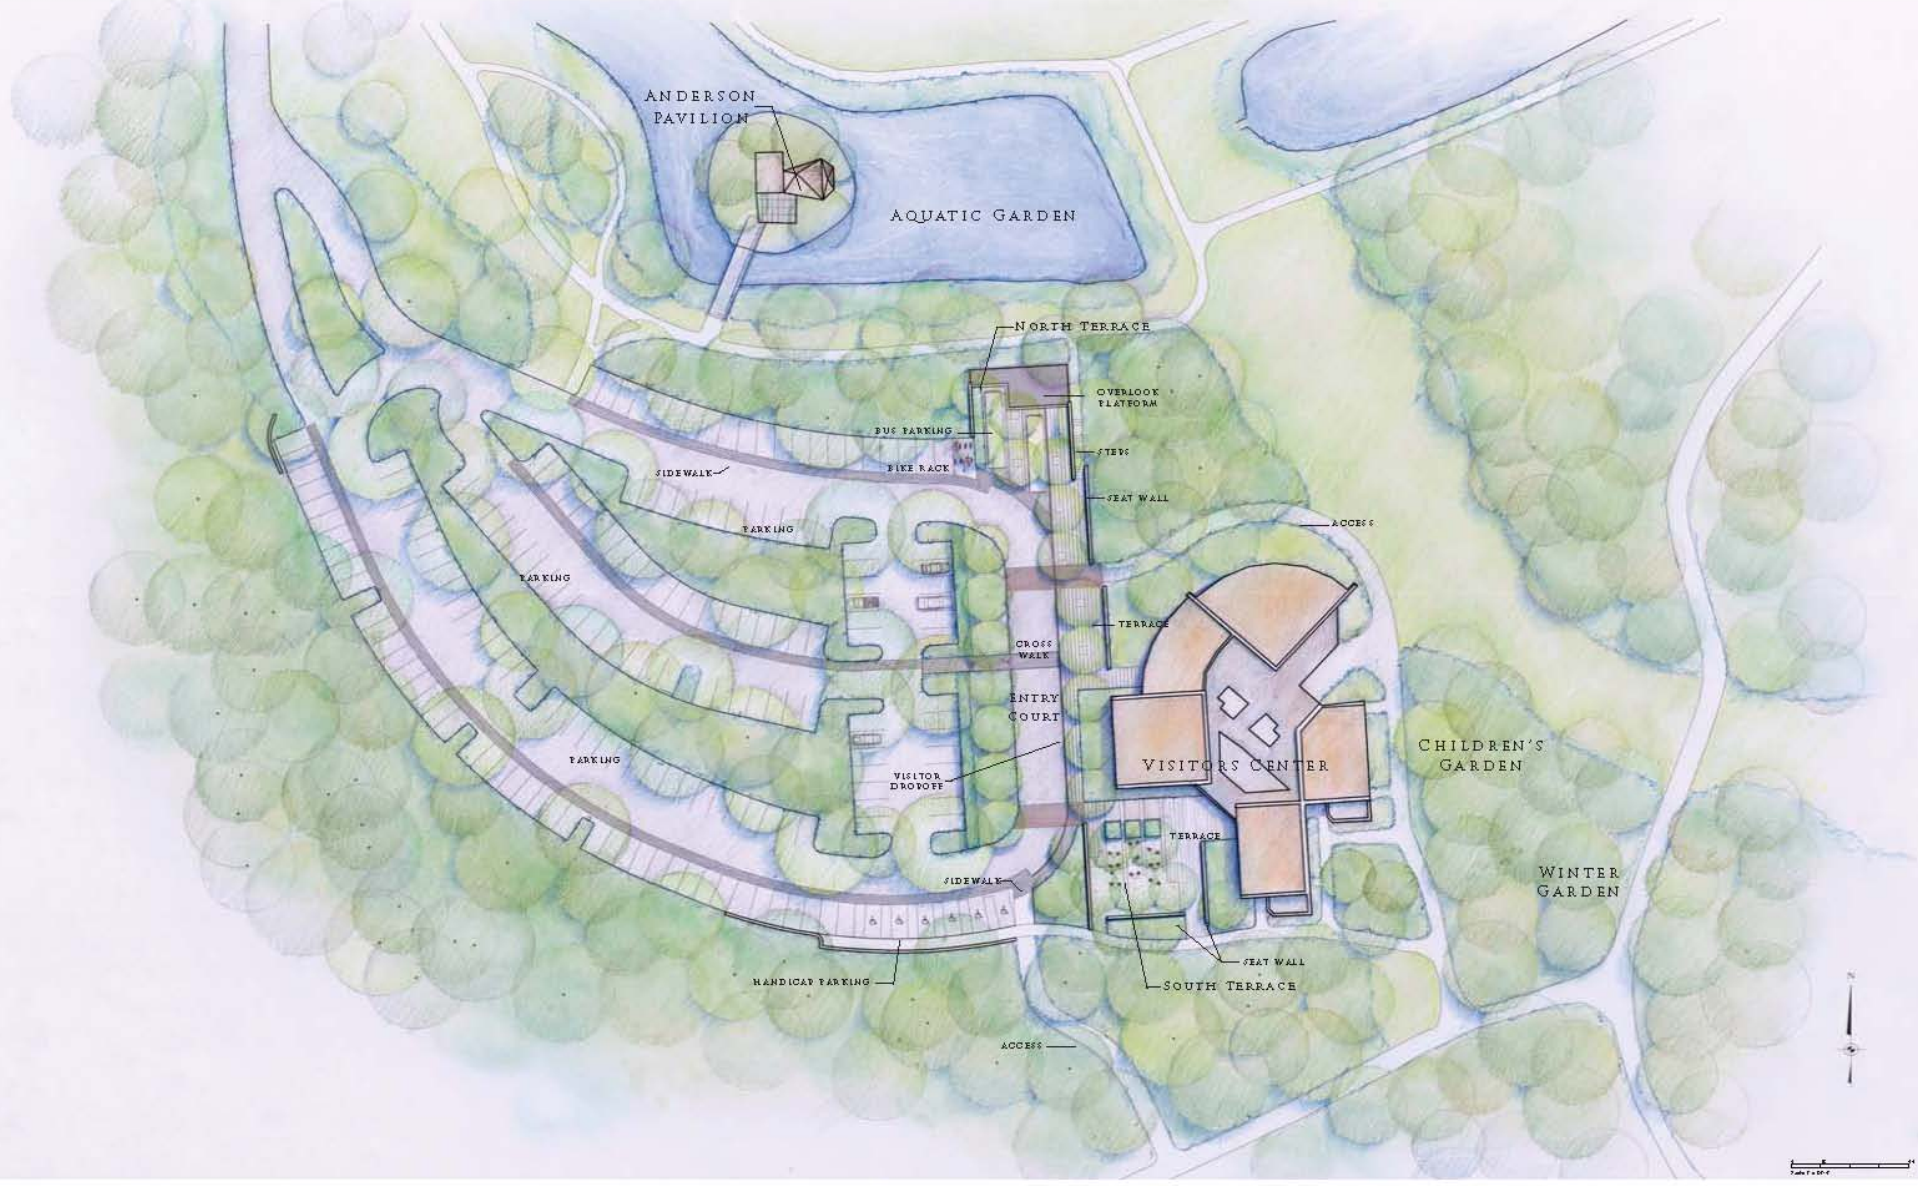 ANDERSON
PAVILION
AQUATIC GARDEN
NORTH TERRACE
OVERLOOK
PLATFORM
BUS PARKING
STEPS
BIKE RACK
SIDEWALK
SEAT WALL
ACCESS
PARKING
PARKING
TERRACE
CROSS
WALK
ENTRY
COURT
CHILDREN'S
GARDEN
VISITORS CENTER
PARKING
VISITOR
DROPOFF
TERRACE
WINTER
GARDEN
SIDEWALK
SEAT WALL
HANDICAP PARKING
SOUTH TERRACE
ACCESS
N